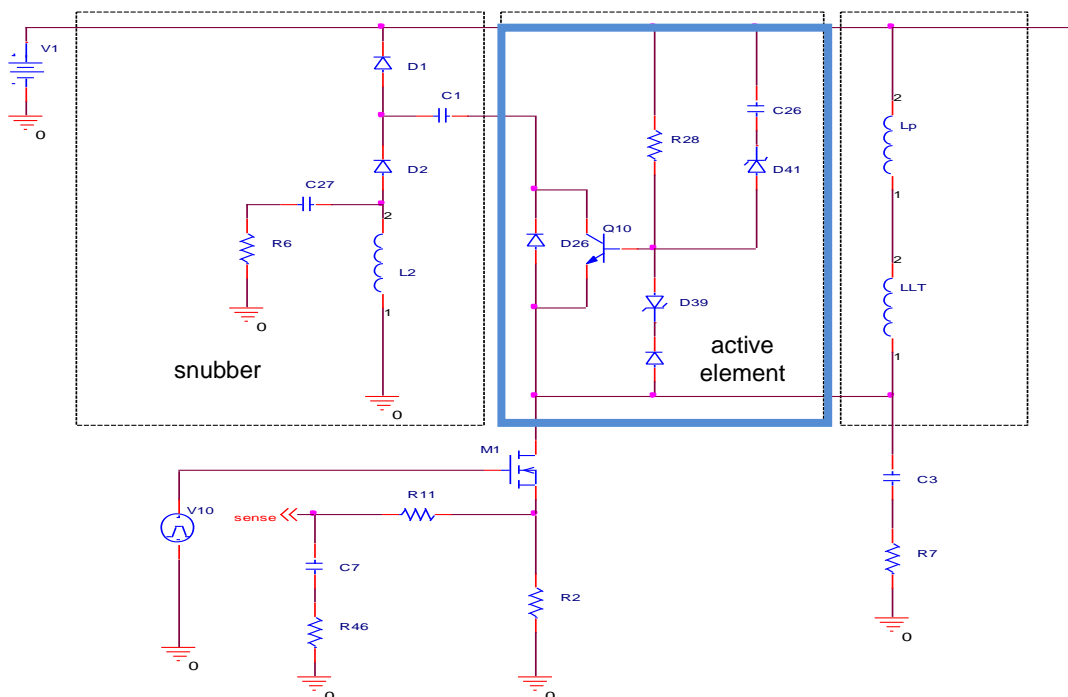 V1
0
D1
C1
D2
C27
2
R6
L2
1
0
0
snubber
R28
C26
D41
Q10
D26
D39
active
element
2
Lp
1
2
LLT
1
M1
V10
R11
sense
C7
R46
R2
C3
R7
0
0
0
0